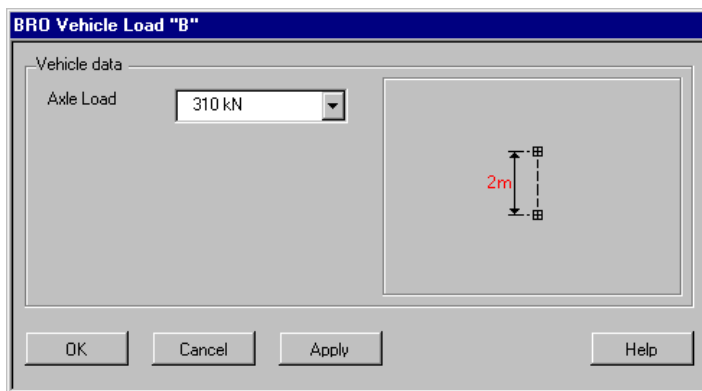 BRO Vehicle Load "B"
Vehicle data
Axle Load 310 kN
2m
OK Cancel Apply Help